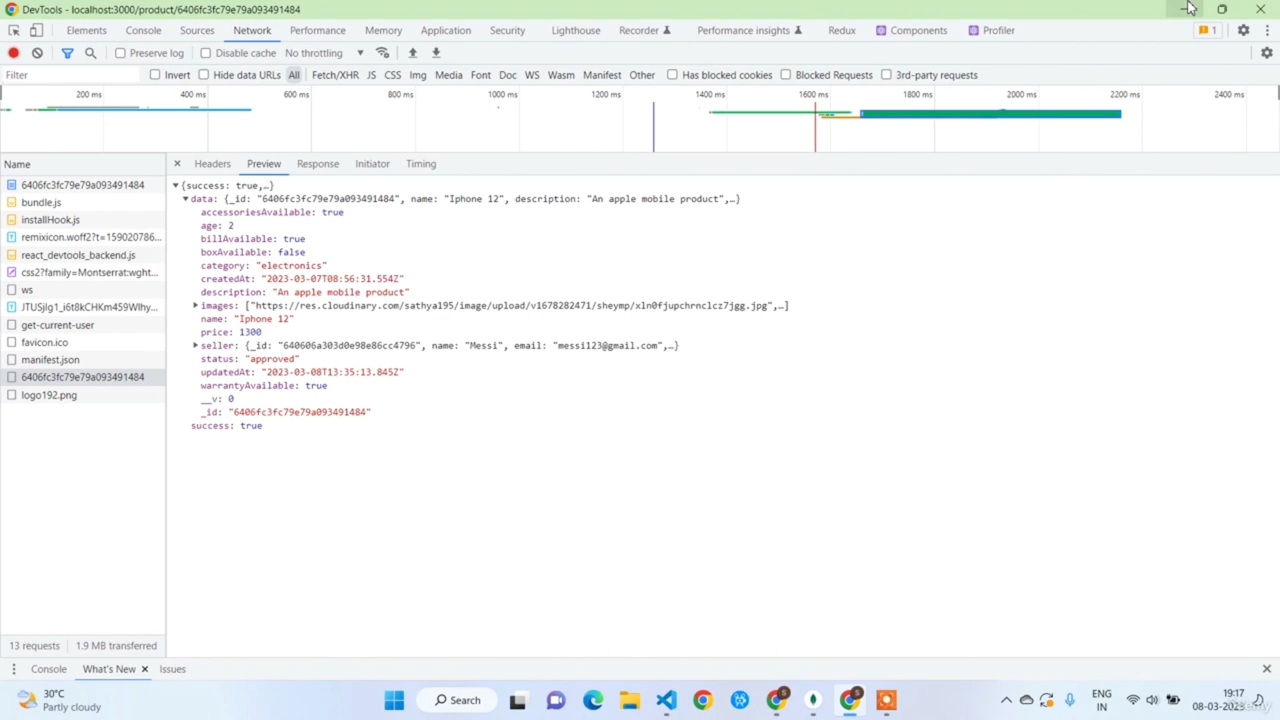 DevTools - localhost:3000/product/6406fc3fc79e79a093491484
Elements Console Sources Network Performance Memory Application Security Lighthouse Recorder Performance insights Redux Components Profiler 1
Preserve log Disable cache No throttling
Filter Invert Hide data URLs All Fetch/XHR JS CSS Img Media Font Doc WS Wasm Manifest Other Has blocked cookies Blocked Requests 3rd-party requests
200 ms 400 ms 600 ms 800 ms 1000 ms 1200 ms 1400 ms 1600 ms 1800 ms 2000 ms 2200 ms 2400 ms
Name Headers Preview Response Initiator Timing
6406fc3fc79e79a093491484
bundle.js
installHook.js
remixicon.woff2?t=159020786...
react_devtools_backend.js
css2?family=Montserrat:wght...
ws
JTUSjIg1_i6t8kCHKm459WIhy...
get-current-user
favicon.ico
manifest.json
6406fc3fc79e79a093491484
logo192.png
{success: true,…}
data: {_id: "6406fc3fc79e79a093491484", name: "Iphone 12", description: "An apple mobile product",…}
accessoriesAvailable: true
age: 2
billAvailable: true
boxAvailable: false
category: "electronics"
createdAt: "2023-03-07T08:56:31.554Z"
description: "An apple mobile product"
images: ["https://res.cloudinary.com/sathya195/image/upload/v1678282471/sheymp/xln0fjupchrnclcz7jgg.jpg",…]
name: "Iphone 12"
price: 1300
seller: {_id: "640606a303d0e98e86cc4796", name: "Messi", email: "messi123@gmail.com",…}
status: "approved"
updatedAt: "2023-03-08T13:35:13.845Z"
warrantyAvailable: true
__v: 0
_id: "6406fc3fc79e79a093491484"
success: true
13 requests 1.9 MB transferred
Console What's New Issues
30°C
Partly cloudy
Search
ENG
IN
19:17
08-03-2023